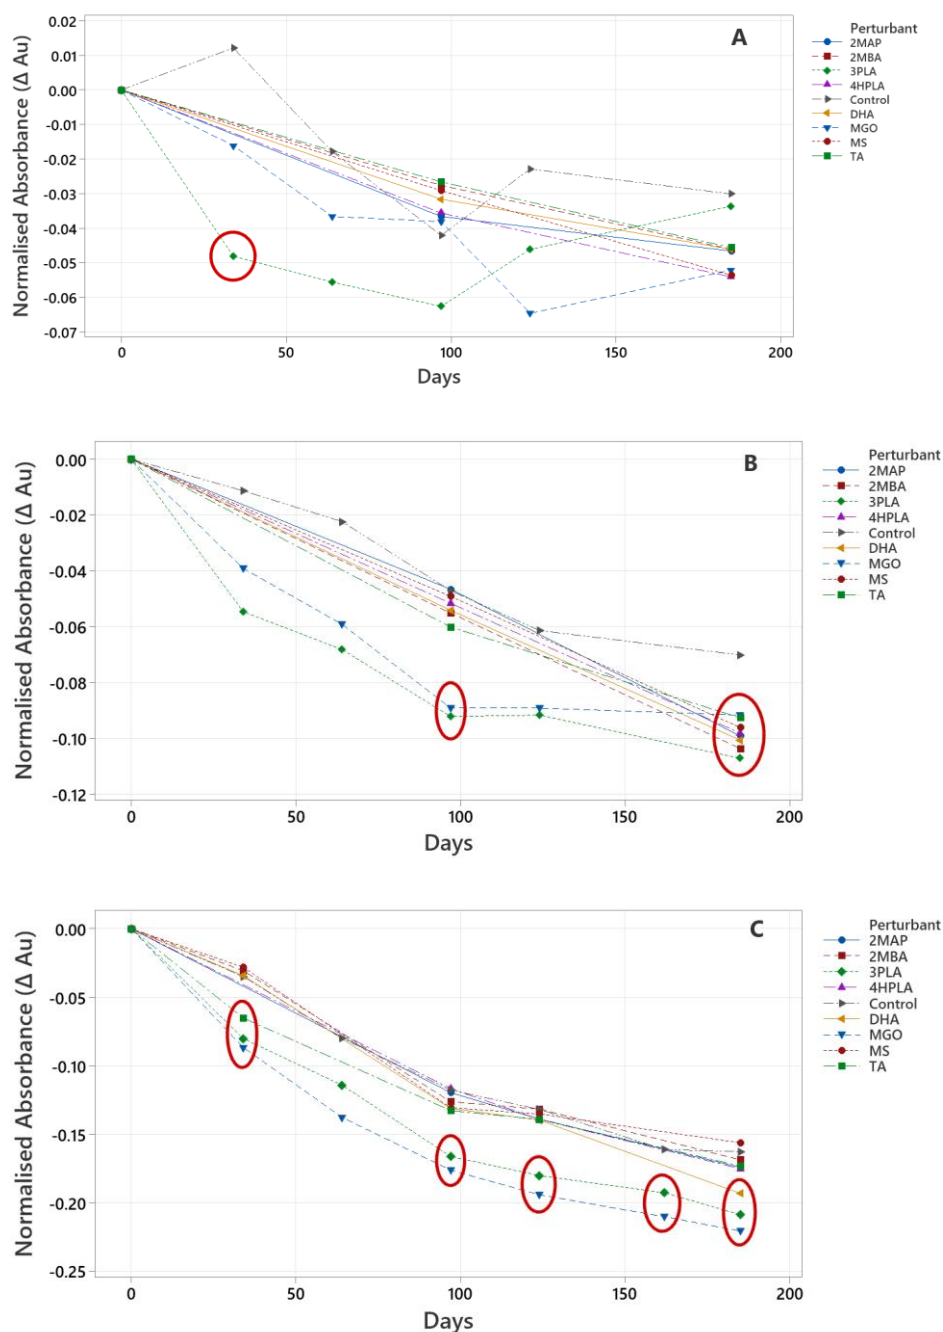 A
Perturbant
2MAP
2MBA
3PLA
4HPLA
Control
DHA
MGO
MS
TA
Normalised Absorbance (Δ Au)
0.02
0.01
0.00
-0.01
-0.02
-0.03
-0.04
-0.05
-0.06
-0.07
0
50
100
150
200
Days
B
Perturbant
2MAP
2MBA
3PLA
4HPLA
Control
DHA
MGO
MS
TA
Normalised Absorbance (Δ Au)
0.00
-0.02
-0.04
-0.06
-0.08
-0.10
-0.12
0
50
100
150
200
Days
C
Perturbant
2MAP
2MBA
3PLA
4HPLA
Control
DHA
MGO
MS
TA
Normalised Absorbance (Δ Au)
0.00
-0.05
-0.10
-0.15
-0.20
-0.25
0
50
100
150
200
Days